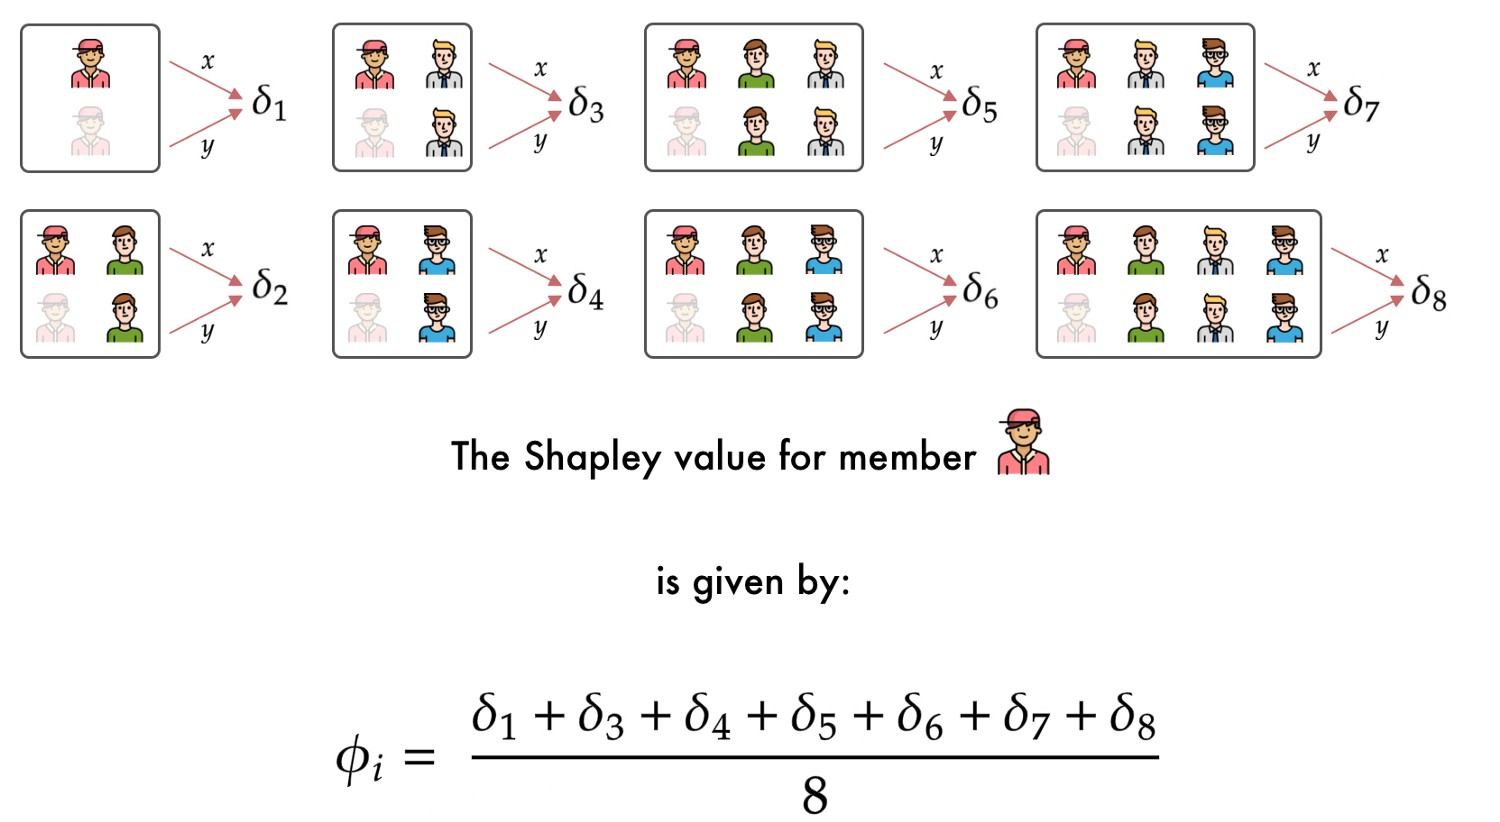 x
δ1
y
x
δ3
y
x
δ5
y
x
δ7
y
x
δ2
y
x
δ4
y
x
δ6
y
x
δ8
y
The Shapley value for member
is given by:
ϕi = (δ1 + δ3 + δ4 + δ5 + δ6 + δ7 + δ8) / 8